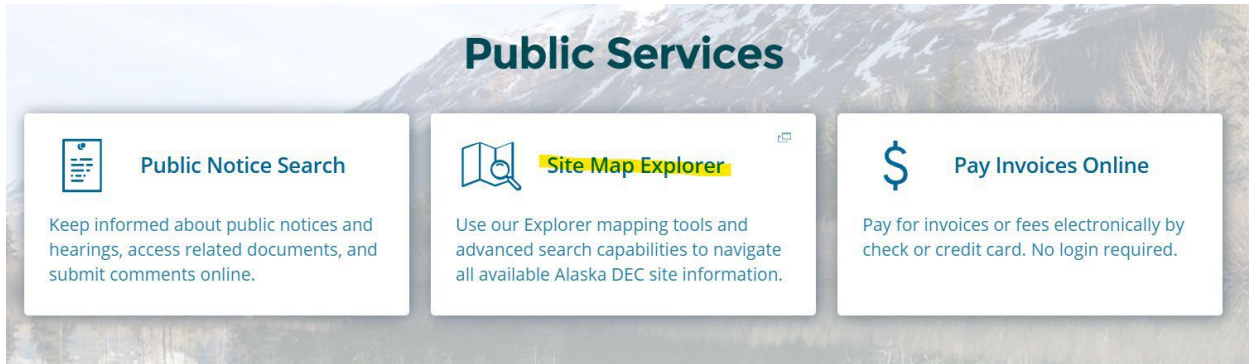 Public Services
Public Notice Search
Keep informed about public notices and
hearings, access related documents, and
submit comments online.
Site Map Explorer
Use our Explorer mapping tools and
advanced search capabilities to navigate
all available Alaska DEC site information.
$
Pay Invoices Online
Pay for invoices or fees electronically by
check or credit card. No login required.